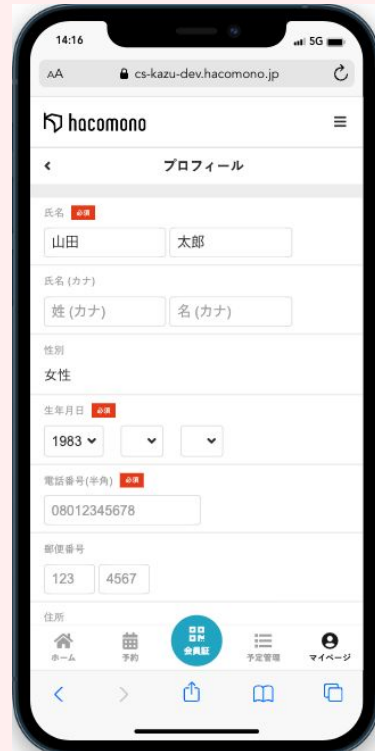 14:16
5G
AA cs-kazu-dev.hacomono.jp
hacomono
プロフィール
氏名 必須
山田 太郎
氏名 (カナ)
姓 (カナ) 名 (カナ)
性別
女性
生年月日 必須
1983
電話番号(半角) 必須
08012345678
郵便番号
123 4567
住所
ホーム 予約 会員証 予定管理 マイページ